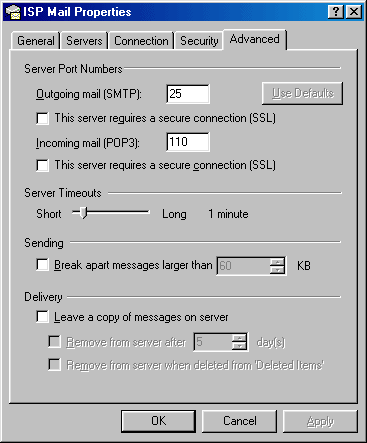 ISP Mail Properties
General Servers Connection Security Advanced
Server Port Numbers
Outgoing mail (SMTP): 25 Use Defaults
This server requires a secure connection (SSL)
Incoming mail (POP3): 110
This server requires a secure connection (SSL)
Server Timeouts
Short Long 1 minute
Sending
Break apart messages larger than 60 KB
Delivery
Leave a copy of messages on server
Remove from server after 5 day(s)
Remove from server when deleted from 'Deleted Items'
OK Cancel Apply